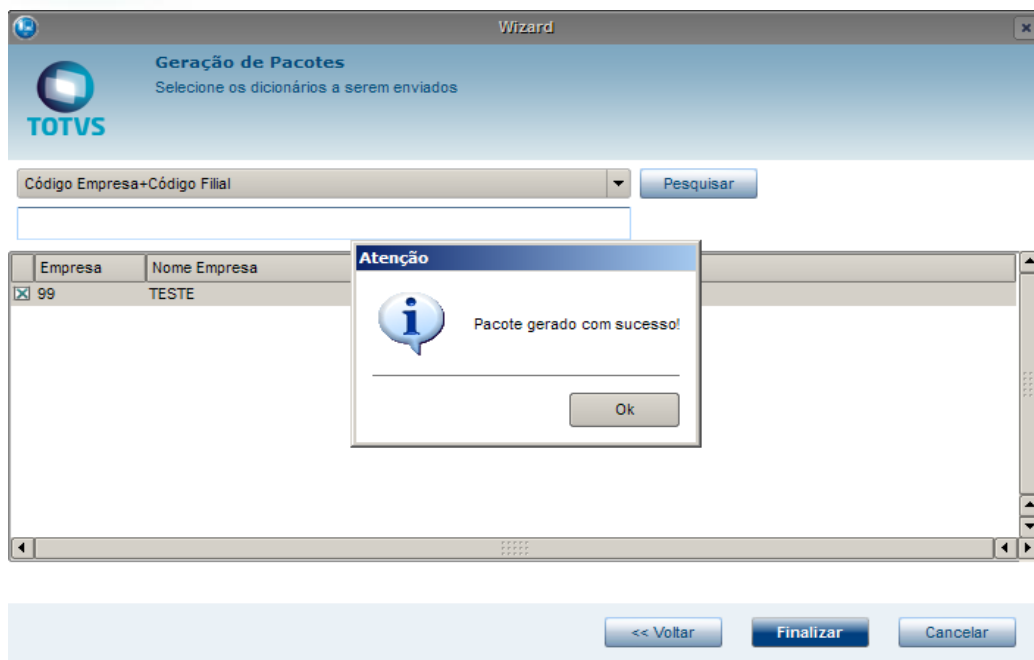 Wizard
Geração de Pacotes
Selecione os dicionários a serem enviados
TOTVS
Código Empresa+Código Filial
Pesquisar
Empresa Nome Empresa
99 TESTE
Atenção
Pacote gerado com sucesso!
Ok
<< Voltar Finalizar Cancelar